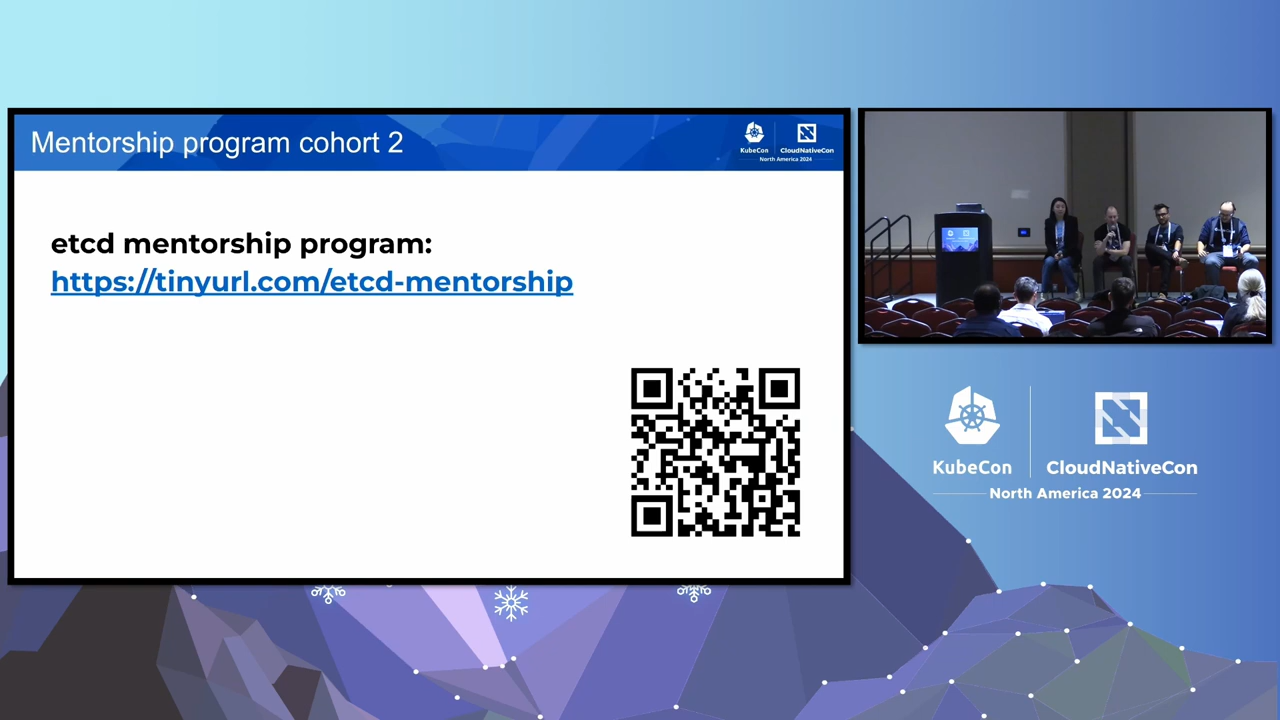 Mentorship program cohort 2
KubeCon
CloudNativeCon
North America 2024
etcd mentorship program:
https://tinyurl.com/etcd-mentorship
KubeCon
CloudNativeCon
North America 2024